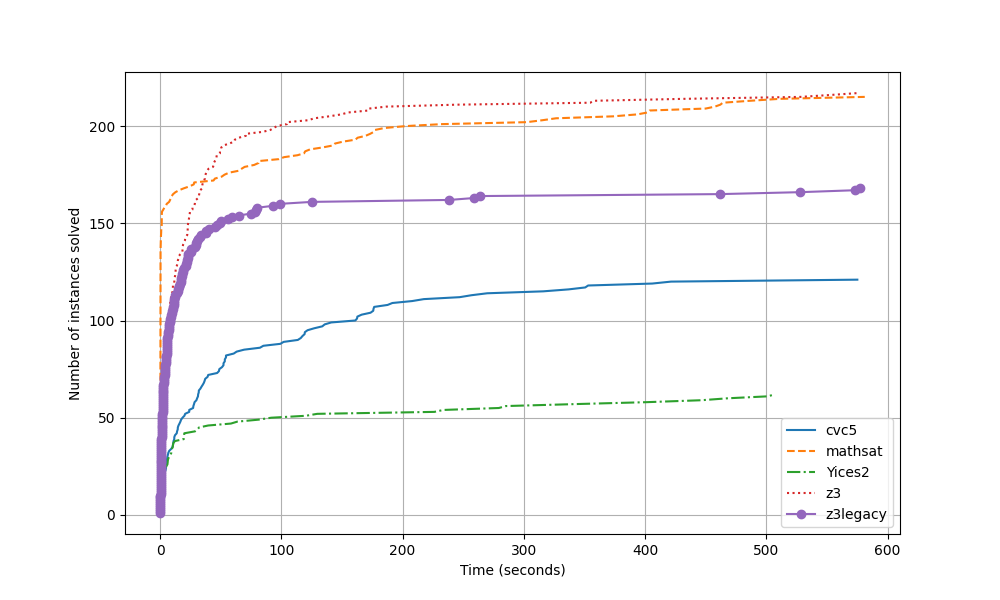 Number of instances solved
200
150
100
50
0
0 100 200 300 400 500 600
Time (seconds)
cvc5
mathsat
Yices2
z3
z3legacy